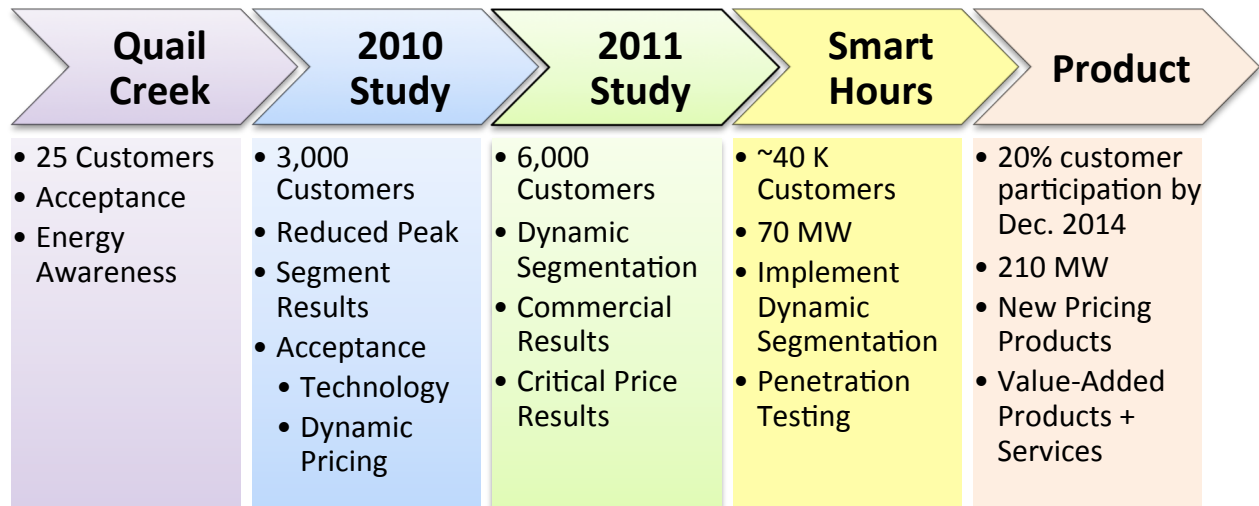 Quail
Creek
2010
Study
2011
Study
Smart
Hours
Product
• 25 Customers
• Acceptance
• Energy
Awareness
• 3,000
Customers
• Reduced Peak
• Segment
Results
• Acceptance
• Technology
• Dynamic
Pricing
• 6,000
Customers
• Dynamic
Segmentation
• Commercial
Results
• Critical Price
Results
• ~40 K
Customers
• 70 MW
• Implement
Dynamic
Segmentation
• Penetration
Testing
• 20% customer
participation by
Dec. 2014
• 210 MW
• New Pricing
Products
• Value-Added
Products +
Services